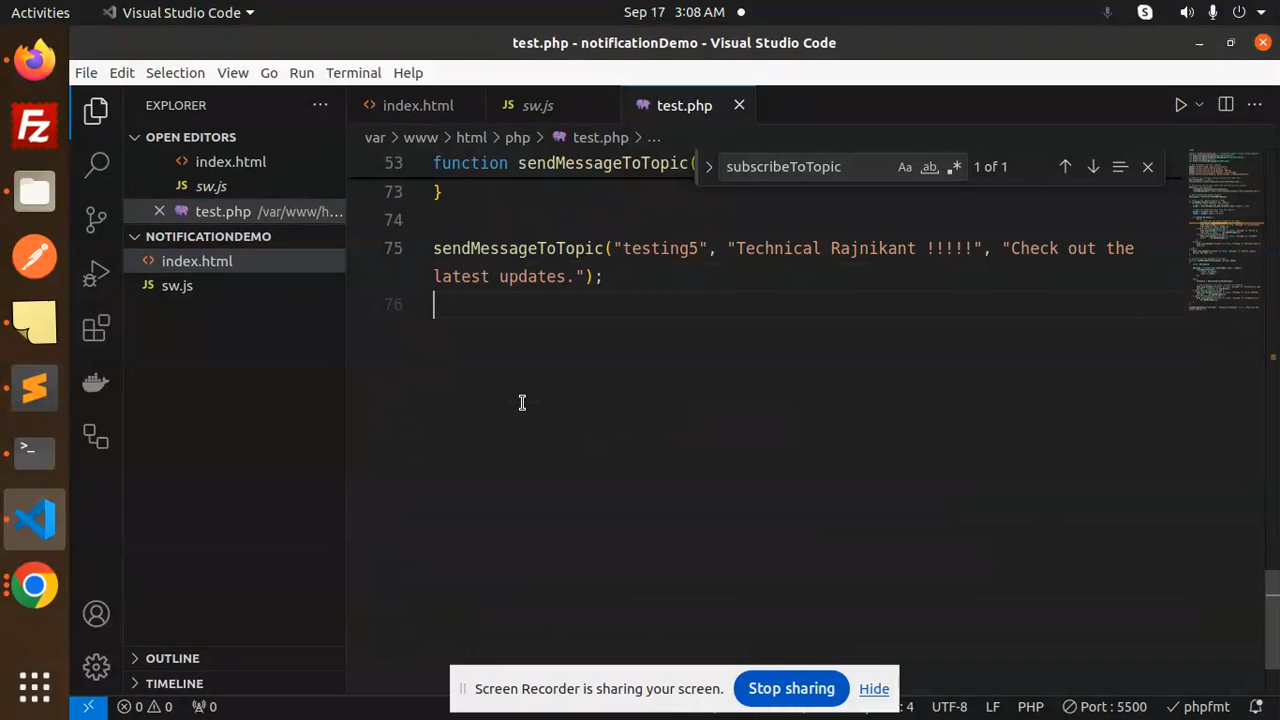 Activities
Visual Studio Code
Sep 17 3:08 AM
test.php - notificationDemo - Visual Studio Code
File Edit Selection View Go Run Terminal Help
EXPLORER
OPEN EDITORS
index.html
sw.js
test.php /var/www/h...
NOTIFICATIONDEMO
index.html
sw.js
OUTLINE
TIMELINE
index.html
sw.js
test.php
var > www > html > php > test.php > ...
subscribeToTopic
Aa ab
1 of 1
53 function sendMessageToTopic(
73 }
74
75 sendMessageToTopic("testing5", "Technical Rajnikant !!!!!", "Check out the
latest updates.");
76
Screen Recorder is sharing your screen.
Stop sharing
Hide
0 0 0
: 4 UTF-8 LF PHP Port : 5500 phpfmt